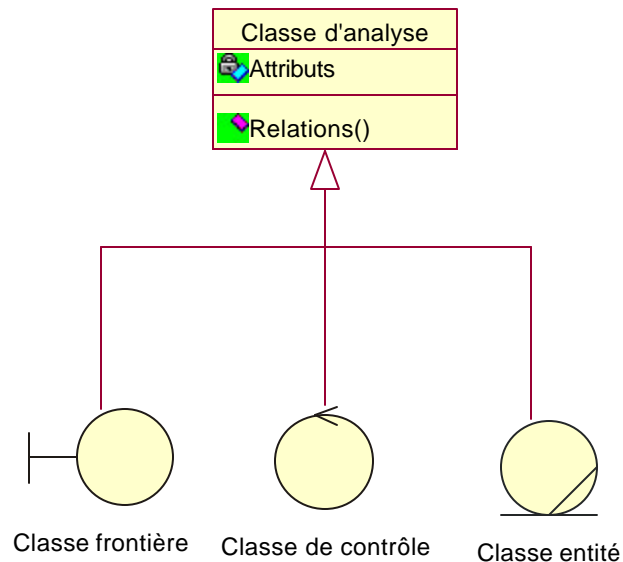 Classe d'analyse
Attributs
Relations()
Classe frontière
Classe de contrôle
Classe entité